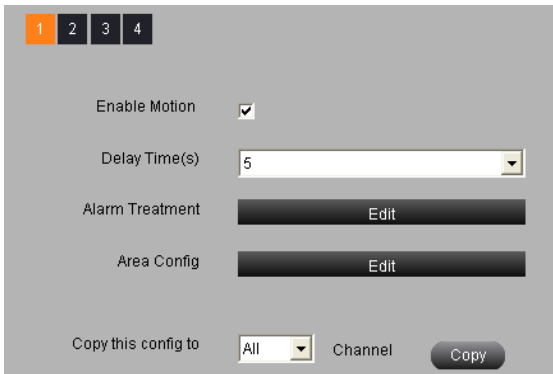 1 2 3 4
Enable Motion
Delay Time(s) 5
Alarm Treatment Edit
Area Config Edit
Copy this config to All Channel Copy